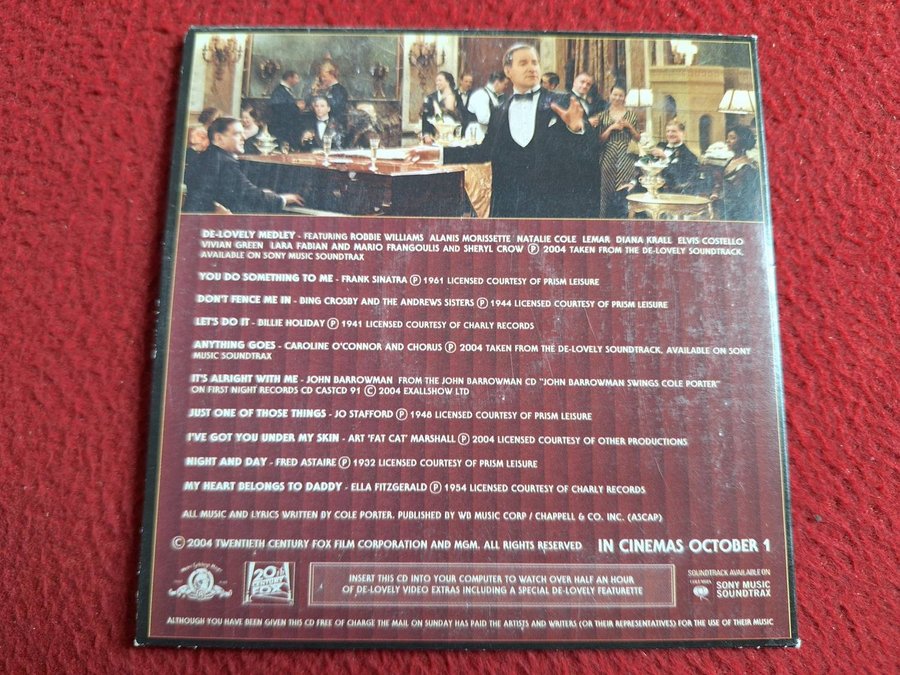 DE-LOVELY MEDLEY - FEATURING ROBBIE WILLIAMS ALANIS MORISSETTE NATALIE COLE LEMAR DIANA KRALL ELVIS COSTELLO
VIVIAN GREEN LARA FABIAN AND MARIO FRANGOULIS AND SHERYL CROW Ⓟ 2004 TAKEN FROM THE DE-LOVELY SOUNDTRACK.
AVAILABLE ON SONY MUSIC SOUNDTRAX
YOU DO SOMETHING TO ME - FRANK SINATRA Ⓟ 1961 LICENSED COURTESY OF PRISM LEISURE
DON'T FENCE ME IN - BING CROSBY AND THE ANDREWS SISTERS Ⓟ 1944 LICENSED COURTESY OF PRISM LEISURE
LET'S DO IT - BILLIE HOLIDAY Ⓟ 1941 LICENSED COURTESY OF CHARLY RECORDS
ANYTHING GOES - CAROLINE O'CONNOR AND CHORUS Ⓟ 2004 TAKEN FROM THE DE-LOVELY SOUNDTRACK. AVAILABLE ON SONY
MUSIC SOUNDTRAX
IT'S ALRIGHT WITH ME - JOHN BARROWMAN FROM THE JOHN BARROWMAN CD "JOHN BARROWMAN SWINGS COLE PORTER"
ON FIRST NIGHT RECORDS CD CASTCD 91 © 2004 EXALLSHOW LTD
JUST ONE OF THOSE THINGS - JO STAFFORD Ⓟ 1948 LICENSED COURTESY OF PRISM LEISURE
I'VE GOT YOU UNDER MY SKIN - ART 'FAT CAT' MARSHALL Ⓟ 2004 LICENSED COURTESY OF OTHER PRODUCTIONS
NIGHT AND DAY - FRED ASTAIRE Ⓟ 1932 LICENSED COURTESY OF PRISM LEISURE
MY HEART BELONGS TO DADDY - ELLA FITZGERALD Ⓟ 1954 LICENSED COURTESY OF CHARLY RECORDS
ALL MUSIC AND LYRICS WRITTEN BY COLE PORTER. PUBLISHED BY WB MUSIC CORP / CHAPPELL & CO. INC. (ASCAP)
© 2004 TWENTIETH CENTURY FOX FILM CORPORATION AND MGM. ALL RIGHTS RESERVED IN CINEMAS OCTOBER 1
20TH
CENTURY
FOX
INSERT THIS CD INTO YOUR COMPUTER TO WATCH OVER HALF AN HOUR
OF DE-LOVELY VIDEO EXTRAS INCLUDING A SPECIAL DE-LOVELY FEATURETTE
SOUNDTRACK AVAILABLE ON
SONY MUSIC
SOUNDTRAX
ALTHOUGH YOU HAVE BEEN GIVEN THIS CD FREE OF CHARGE THE MAIL ON SUNDAY HAS PAID THE ARTISTS AND WRITERS (OR THEIR REPRESENTATIVES) FOR THE USE OF THEIR MUSIC